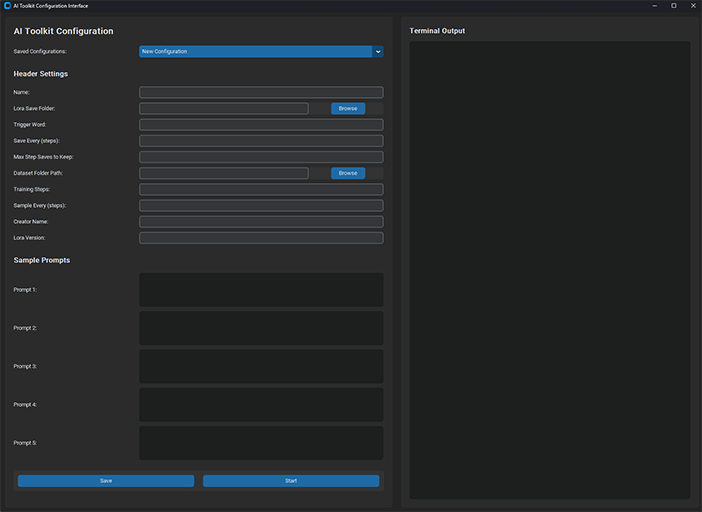 AI Toolkit Configuration Interface
AI Toolkit Configuration
Saved Configurations:
New Configuration
Header Settings
Name:
Lora Save Folder:
Browse
Trigger Word:
Save Every (steps):
Max Step Saves to Keep:
Dataset Folder Path:
Browse
Training Steps:
Sample Every (steps):
Creator Name:
Lora Version:
Sample Prompts
Prompt 1:
Prompt 2:
Prompt 3:
Prompt 4:
Prompt 5:
Save
Start
Terminal Output